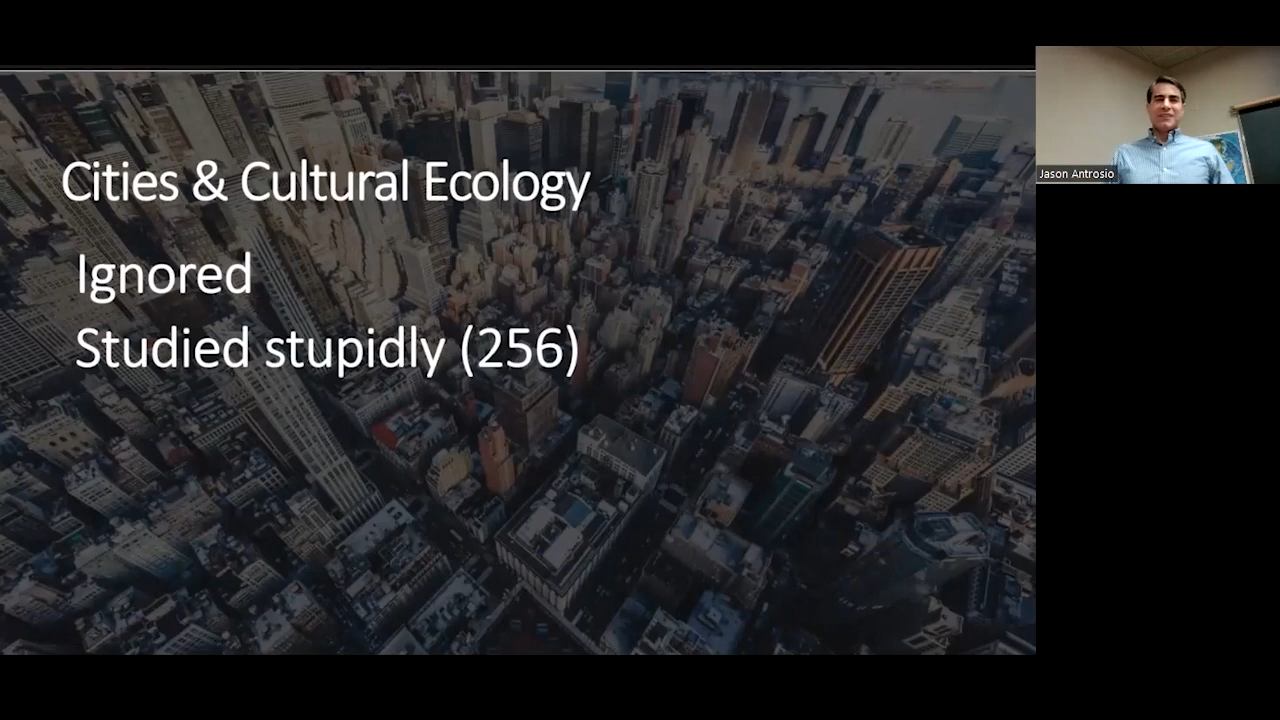 Cities & Cultural Ecology
Ignored
Studied stupidly (256)
Jason Antrosio